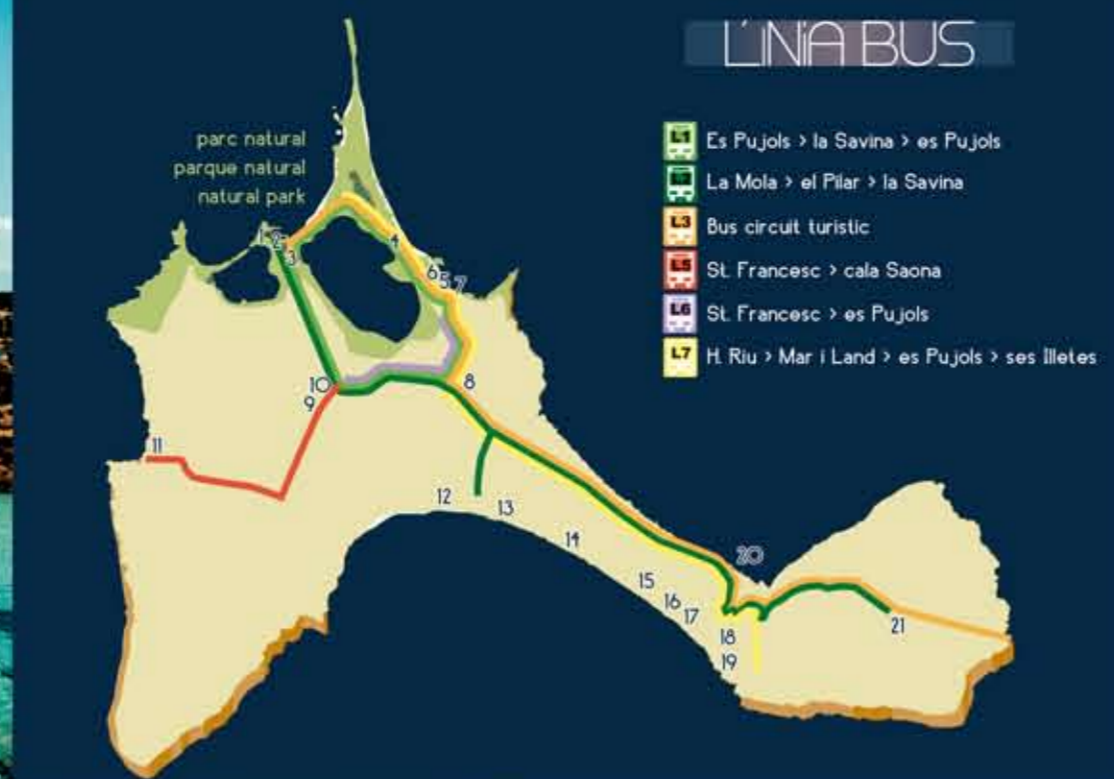 L'INIA BUS
parc natural
parque natural
natural park
L1 Es Pujols > la Savina > es Pujols
La Mola > el Pilar > la Savina
L3 Bus circuit turistic
L5 St. Francesc > cala Saona
L6 St. Francesc > es Pujols
L7 H. Riu > Mar i Land > es Pujols > ses Illetes
1
2
3
4
6
5
7
8
10
9
11
12
13
14
15
16
17
18
19
20
21